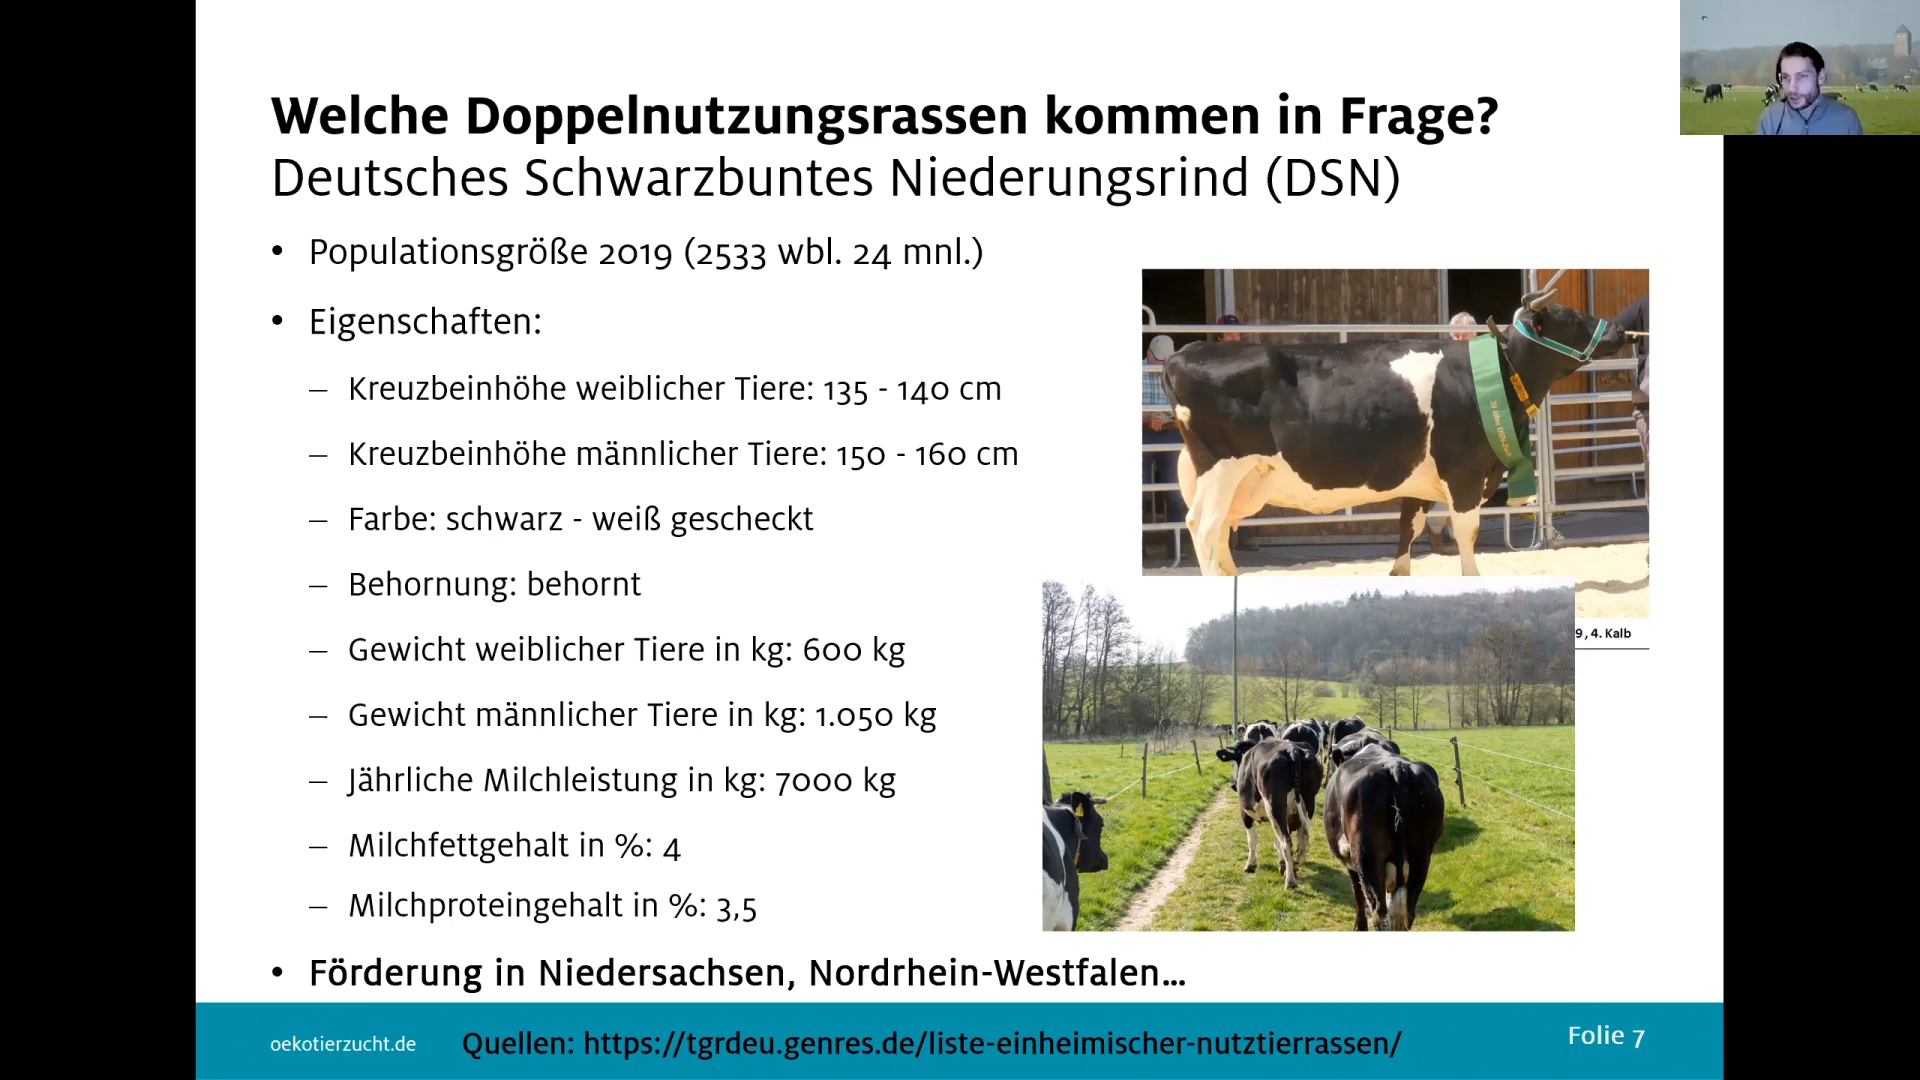 Welche Doppelnutzungsrassen kommen in Frage?
Deutsches Schwarzbuntes Niederungsrind (DSN)
• Populationsgröße 2019 (2533 wbl. 24 mnl.)
• Eigenschaften:
– Kreuzbeinhöhe weiblicher Tiere: 135 - 140 cm
– Kreuzbeinhöhe männlicher Tiere: 150 - 160 cm
– Farbe: schwarz - weiß gescheckt
– Behornung: behornt
– Gewicht weiblicher Tiere in kg: 600 kg
– Gewicht männlicher Tiere in kg: 1.050 kg
– Jährliche Milchleistung in kg: 7000 kg
– Milchfettgehalt in %: 4
– Milchproteingehalt in %: 3,5
• Förderung in Niedersachsen, Nordrhein-Westfalen…
9, 4. Kalb
oekotierzucht.de
Quellen: https://tgrdeu.genres.de/liste-einheimischer-nutztierrassen/
Folie 7